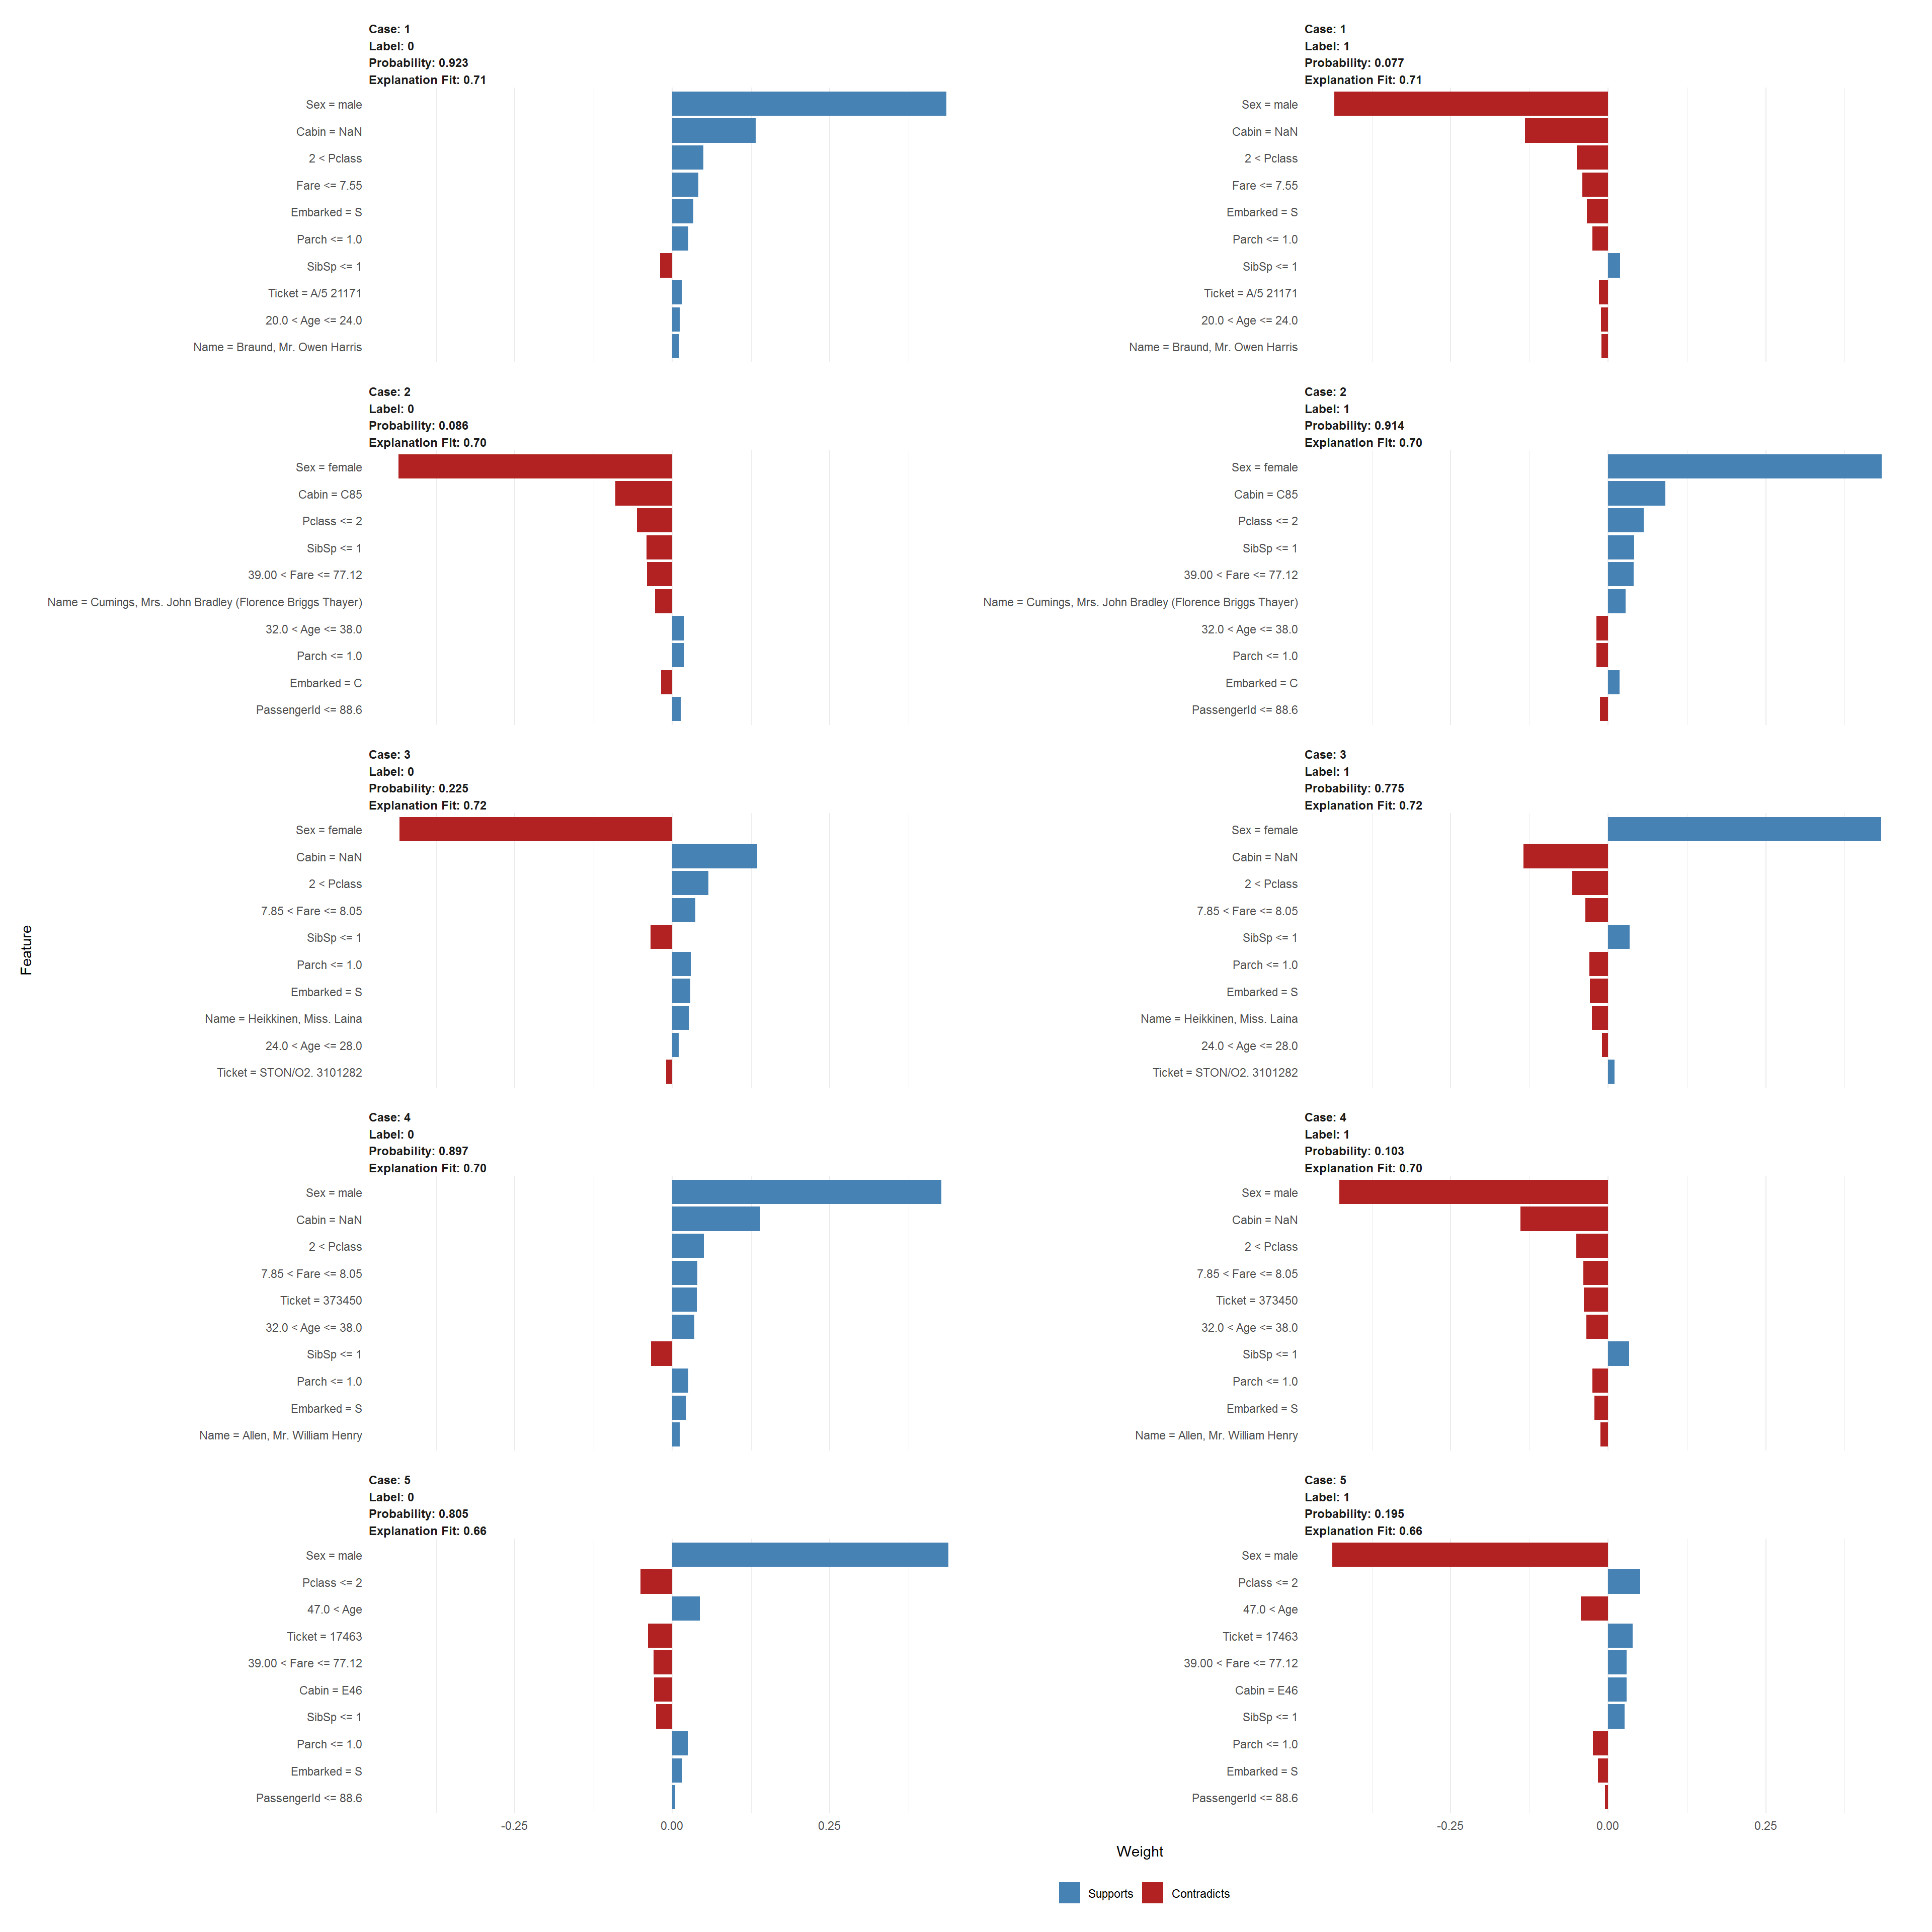 Case: 1
Label: 0
Probability: 0.923
Explanation Fit: 0.71
Sex = male
Cabin = NaN
2 < Pclass
Fare <= 7.55
Embarked = S
Parch <= 1.0
SibSp <= 1
Ticket = A/5 21171
20.0 < Age <= 24.0
Name = Braund, Mr. Owen Harris
Case: 1
Label: 1
Probability: 0.077
Explanation Fit: 0.71
Sex = male
Cabin = NaN
2 < Pclass
Fare <= 7.55
Embarked = S
Parch <= 1.0
SibSp <= 1
Ticket = A/5 21171
20.0 < Age <= 24.0
Name = Braund, Mr. Owen Harris
Case: 2
Label: 0
Probability: 0.086
Explanation Fit: 0.70
Sex = female
Cabin = C85
Pclass <= 2
SibSp <= 1
39.00 < Fare <= 77.12
Name = Cumings, Mrs. John Bradley (Florence Briggs Thayer)
32.0 < Age <= 38.0
Parch <= 1.0
Embarked = C
PassengerId <= 88.6
Case: 2
Label: 1
Probability: 0.914
Explanation Fit: 0.70
Sex = female
Cabin = C85
Pclass <= 2
SibSp <= 1
39.00 < Fare <= 77.12
Name = Cumings, Mrs. John Bradley (Florence Briggs Thayer)
32.0 < Age <= 38.0
Parch <= 1.0
Embarked = C
PassengerId <= 88.6
Case: 3
Label: 0
Probability: 0.225
Explanation Fit: 0.72
Sex = female
Cabin = NaN
2 < Pclass
7.85 < Fare <= 8.05
SibSp <= 1
Parch <= 1.0
Embarked = S
Name = Heikkinen, Miss. Laina
24.0 < Age <= 28.0
Ticket = STON/O2. 3101282
Case: 3
Label: 1
Probability: 0.775
Explanation Fit: 0.72
Sex = female
Cabin = NaN
2 < Pclass
7.85 < Fare <= 8.05
SibSp <= 1
Parch <= 1.0
Embarked = S
Name = Heikkinen, Miss. Laina
24.0 < Age <= 28.0
Ticket = STON/O2. 3101282
Case: 4
Label: 0
Probability: 0.897
Explanation Fit: 0.70
Sex = male
Cabin = NaN
2 < Pclass
7.85 < Fare <= 8.05
Ticket = 373450
32.0 < Age <= 38.0
SibSp <= 1
Parch <= 1.0
Embarked = S
Name = Allen, Mr. William Henry
Case: 4
Label: 1
Probability: 0.103
Explanation Fit: 0.70
Sex = male
Cabin = NaN
2 < Pclass
7.85 < Fare <= 8.05
Ticket = 373450
32.0 < Age <= 38.0
SibSp <= 1
Parch <= 1.0
Embarked = S
Name = Allen, Mr. William Henry
Case: 5
Label: 0
Probability: 0.805
Explanation Fit: 0.66
Sex = male
Pclass <= 2
47.0 < Age
Ticket = 17463
39.00 < Fare <= 77.12
Cabin = E46
SibSp <= 1
Parch <= 1.0
Embarked = S
PassengerId <= 88.6
Case: 5
Label: 1
Probability: 0.195
Explanation Fit: 0.66
Sex = male
Pclass <= 2
47.0 < Age
Ticket = 17463
39.00 < Fare <= 77.12
Cabin = E46
SibSp <= 1
Parch <= 1.0
Embarked = S
PassengerId <= 88.6
-0.25 0.00 0.25
-0.25 0.00 0.25
Feature
Weight
Supports Contradicts